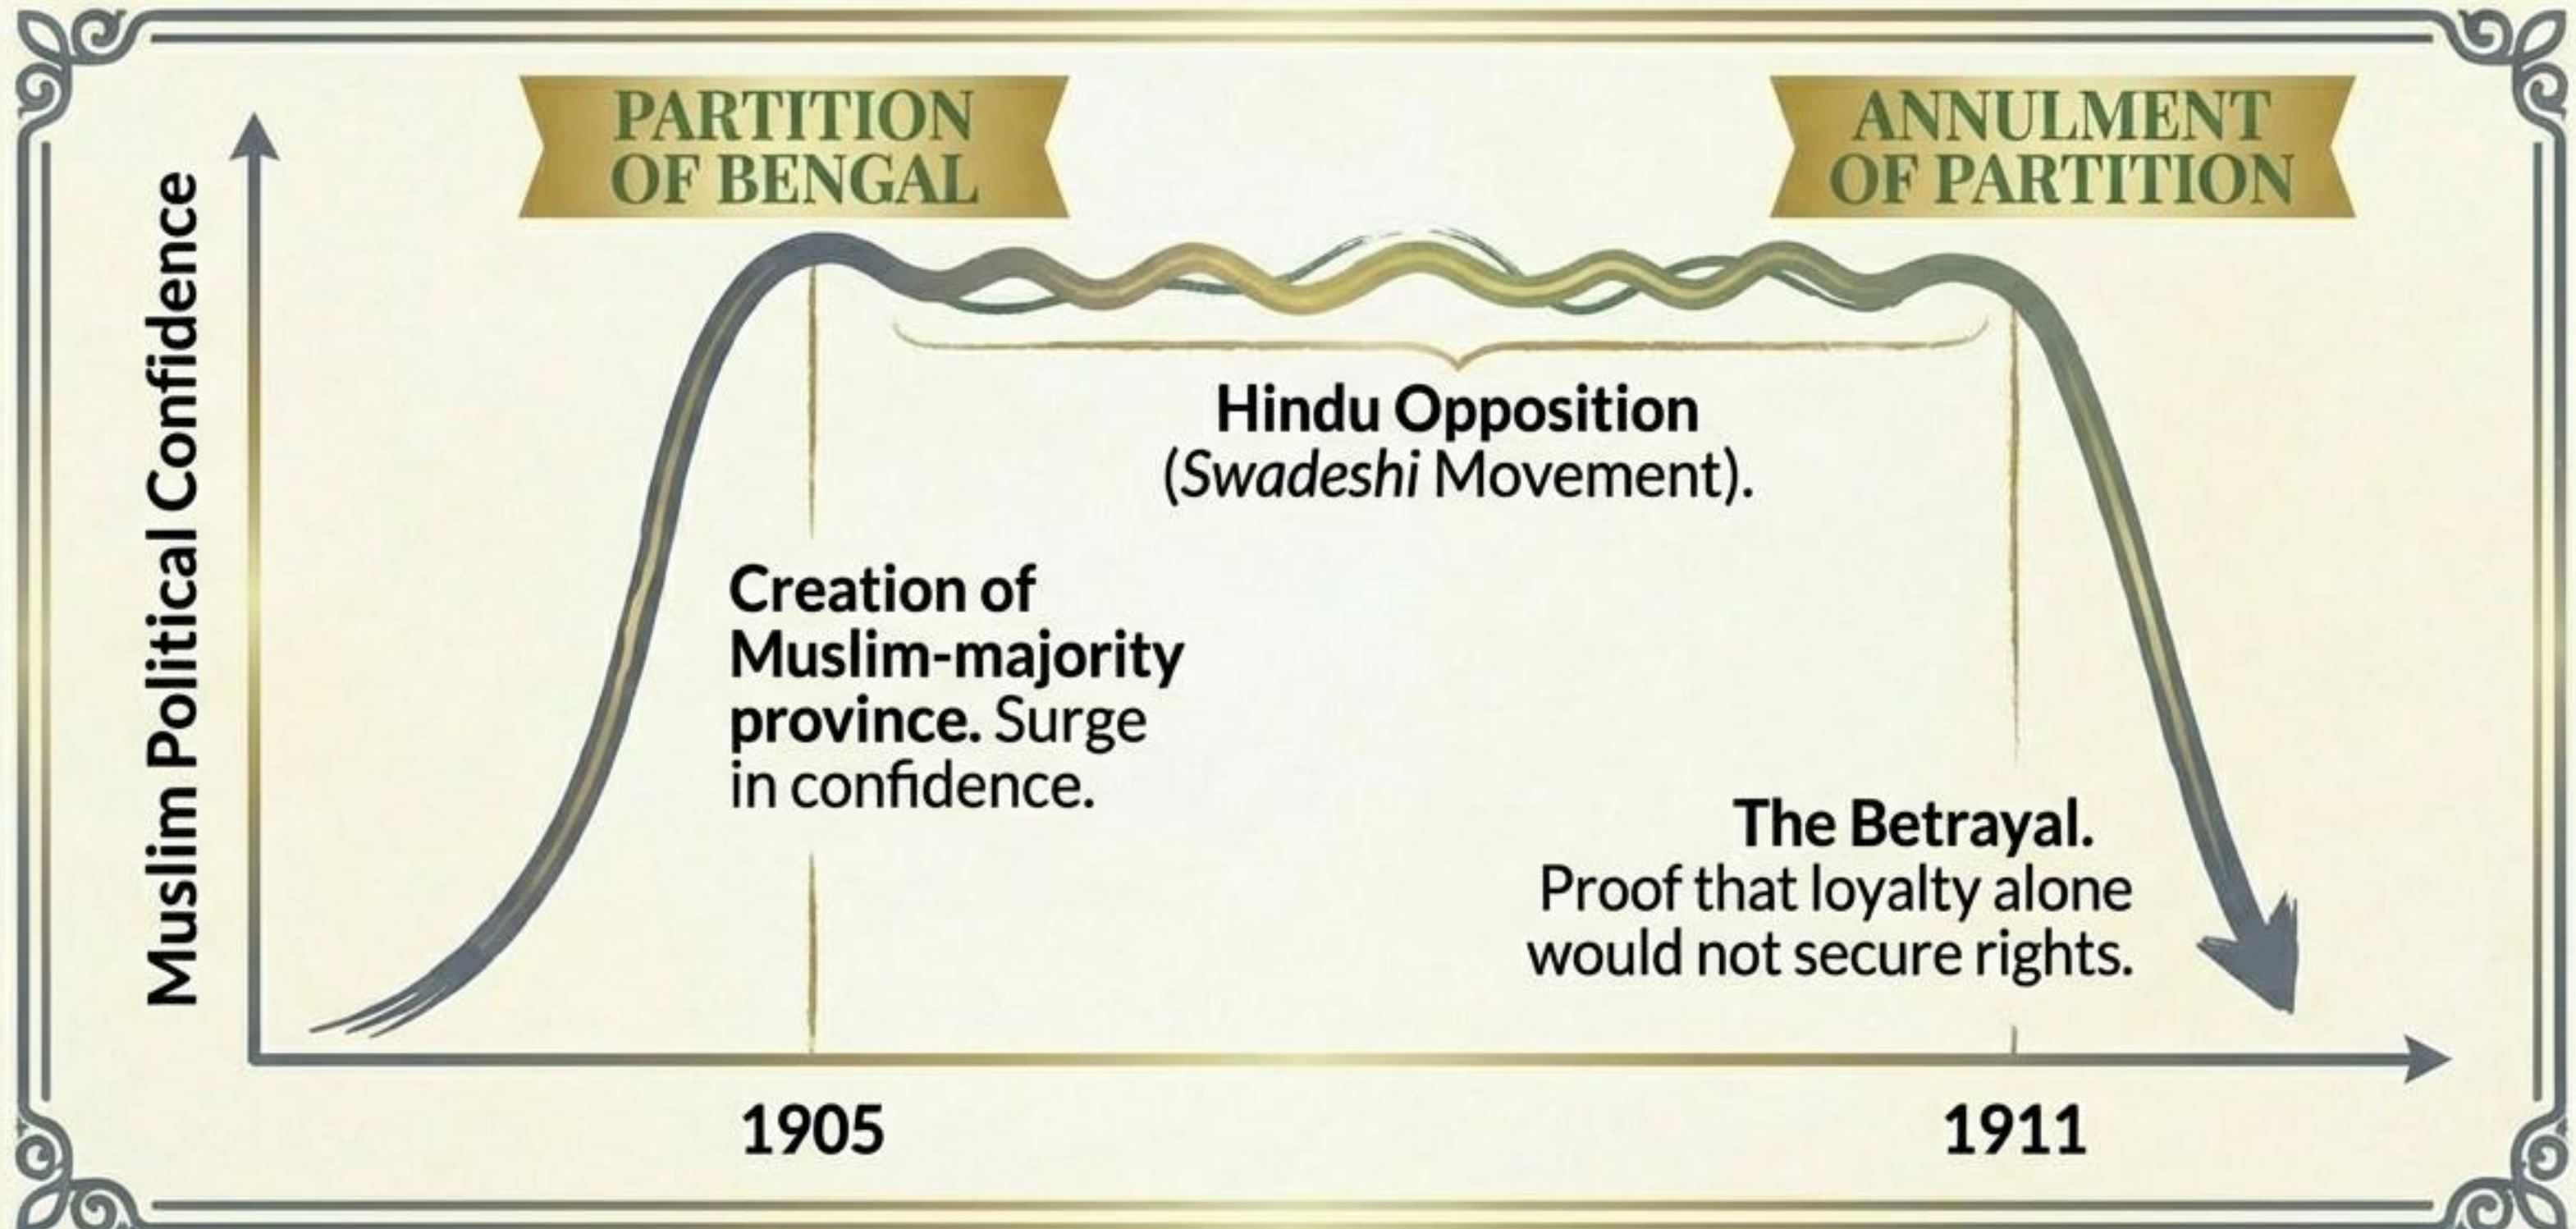 PARTITION
OF BENGAL
ANNULMENT
OF PARTITION
Muslim Political Confidence
Hindu Opposition
(Swadeshi Movement).
Creation of
Muslim-majority
province. Surge
in confidence.
The Betrayal.
Proof that loyalty alone
would not secure rights.
1905
1911